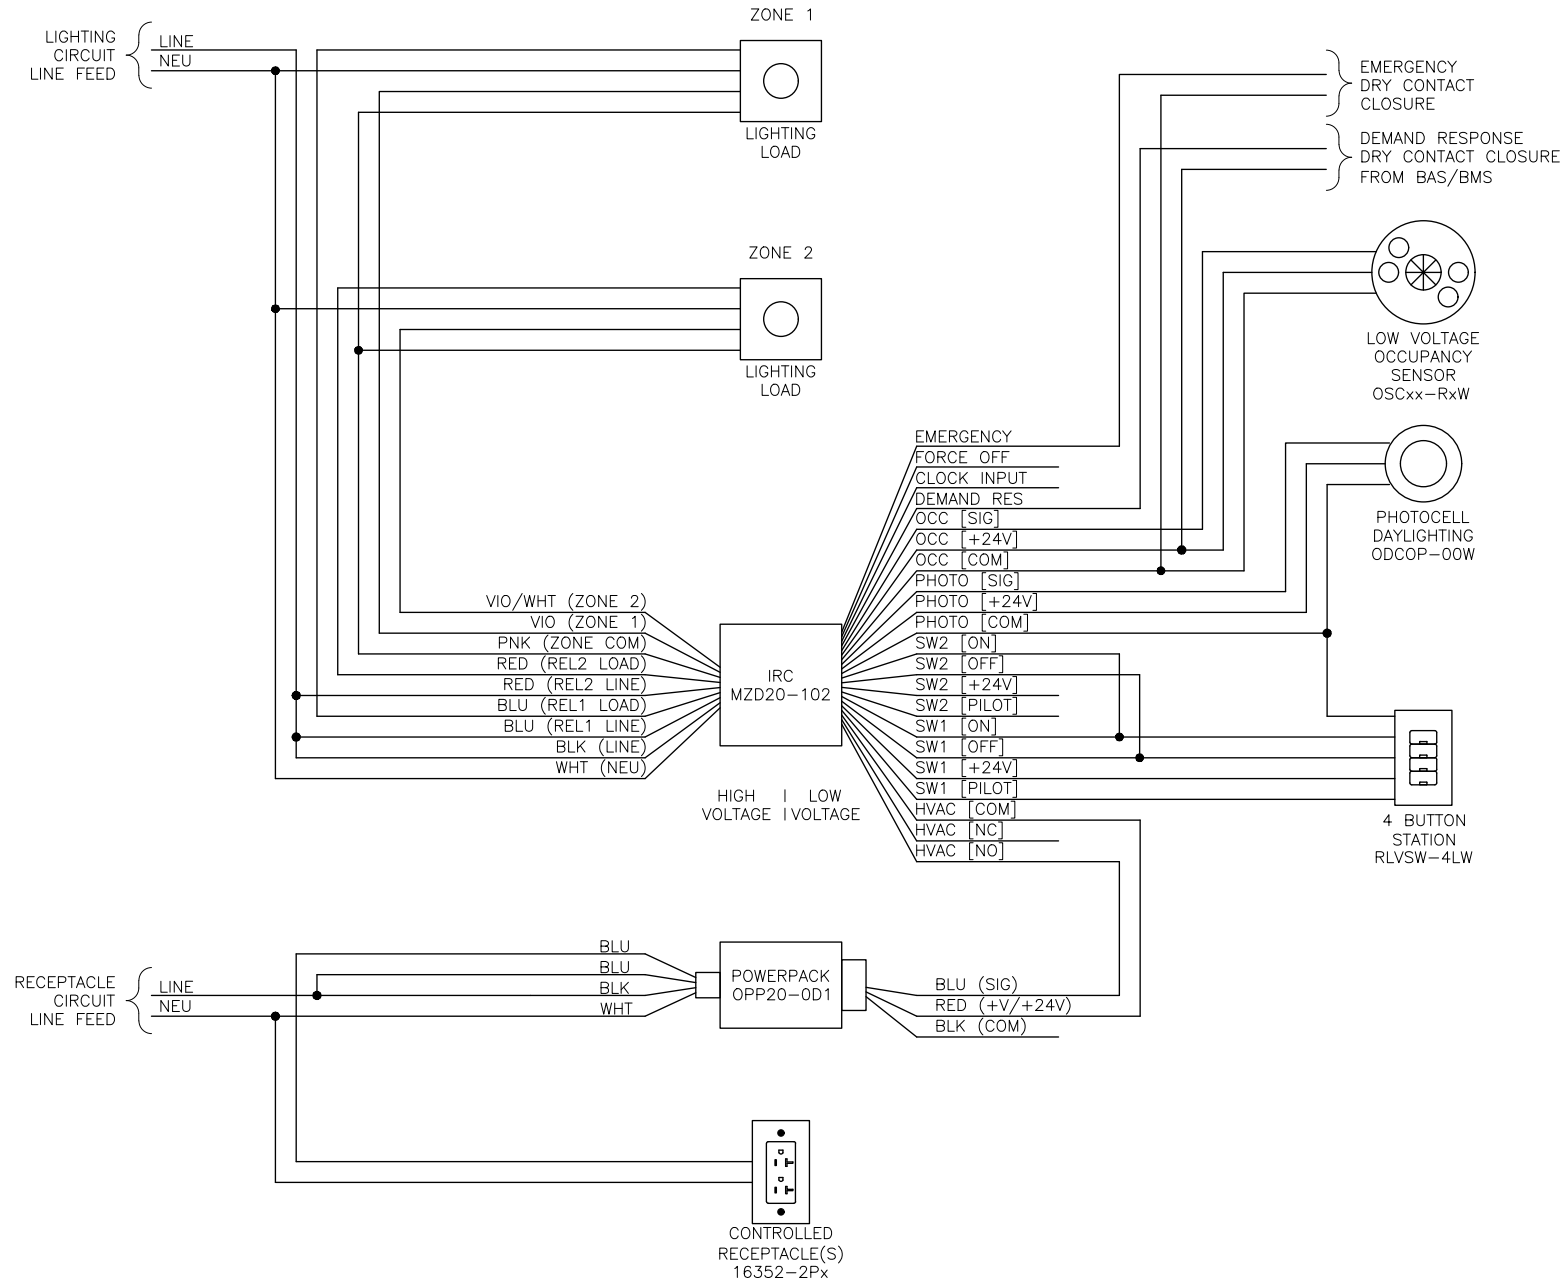 ZONE 1
LIGHTING
CIRCUIT
LINE FEED
LINE
NEU
LIGHTING
LOAD
EMERGENCY
DRY CONTACT
CLOSURE
DEMAND RESPONSE
DRY CONTACT CLOSURE
FROM BAS/BMS
ZONE 2
LIGHTING
LOAD
LOW VOLTAGE
OCCUPANCY
SENSOR
OSCxx-RxW
PHOTOCELL
DAYLIGHTING
ODCOP-00W
VIO/WHT (ZONE 2)
VIO (ZONE 1)
PNK (ZONE COM)
RED (REL2 LOAD)
RED (REL2 LINE)
BLU (REL1 LOAD)
BLU (REL1 LINE)
BLK (LINE)
WHT (NEU)
IRC
MZD20-102
HIGH | LOW
VOLTAGE | VOLTAGE
EMERGENCY
FORCE OFF
CLOCK INPUT
DEMAND RES
OCC [SIG]
OCC [+24V]
OCC [COM]
PHOTO [SIG]
PHOTO [+24V]
PHOTO [COM]
SW2 [ON]
SW2 [OFF]
SW2 [+24V]
SW2 [PILOT]
SW1 [ON]
SW1 [OFF]
SW1 [+24V]
SW1 [PILOT]
HVAC [COM]
HVAC [NC]
HVAC [NO]
4 BUTTON
STATION
RLVSW-4LW
RECEPTACLE
CIRCUIT
LINE FEED
LINE
NEU
BLU
BLU
BLK
WHT
POWERPACK
OPP20-0D1
BLU (SIG)
RED (+V/+24V)
BLK (COM)
CONTROLLED
RECEPTACLE(S)
16352-2Px